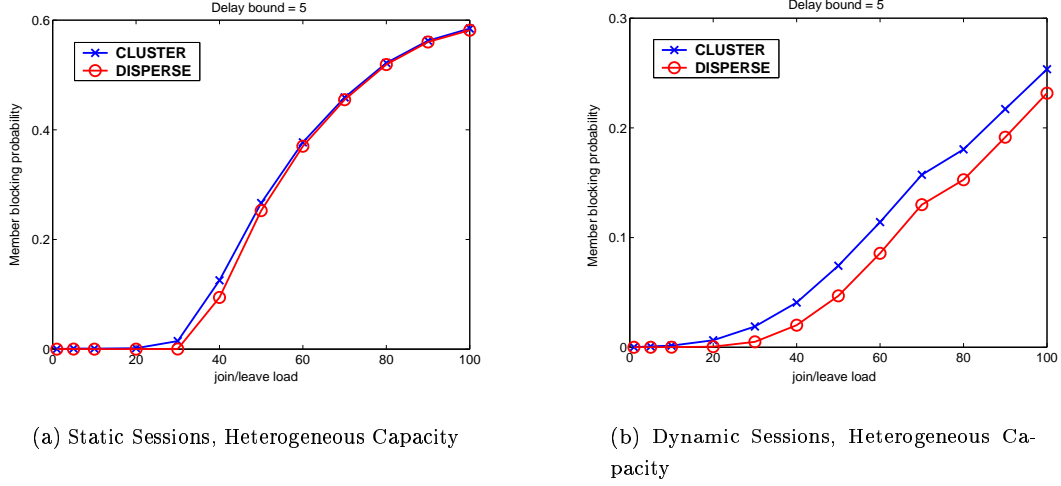 Delay bound = 5
0.6
0.4
0.2
0
Member blocking probability
CLUSTER
DISPERSE
0 20 40 60 80 100
join/leave load
(a) Static Sessions, Heterogeneous Capacity
Delay bound = 5
0.3
0.2
0.1
0
Member blocking probability
CLUSTER
DISPERSE
0 20 40 60 80 100
join/leave load
(b) Dynamic Sessions, Heterogeneous Ca-
pacity